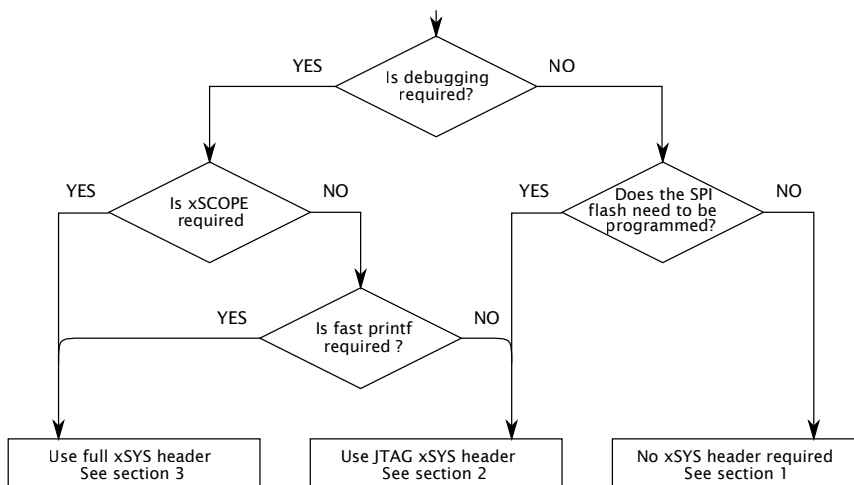 YES
Is debugging
required?
NO
YES
Is xSCOPE
required
NO
YES
Does the SPI
flash need to be
programmed?
NO
YES
Is fast printf
required ?
NO
Use full xSYS header
See section 3
Use JTAG xSYS header
See section 2
No xSYS header required
See section 1